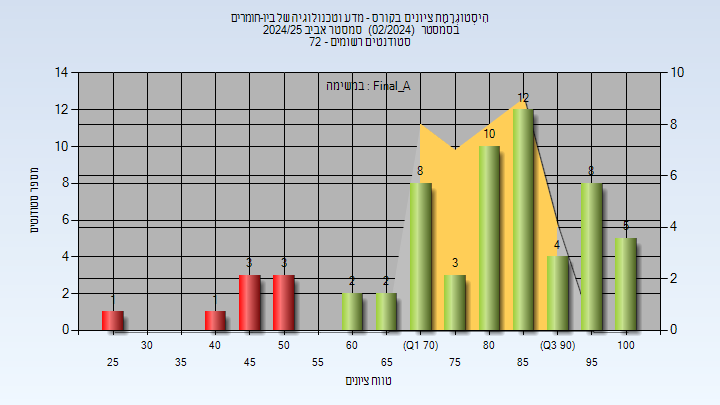 היסטוגרמת ציונים בקורס - מדע וטכנולוגיה של ביו-חומרים
בסמסטר (02/2024) סמסטר אביב 2024/25
סטודנטים רשומים - 72
במשימה : Final_A
14 12 10 8 6 4 2 0
מספר סטודנטים
10 8 6 4 2 0
1 1 3 3 2 2 8 3 10 12 4 8 5
30 40 50 60 (Q1 70) 80 (Q3 90) 100
25 35 45 55 65 75 85 95
טווח ציונים